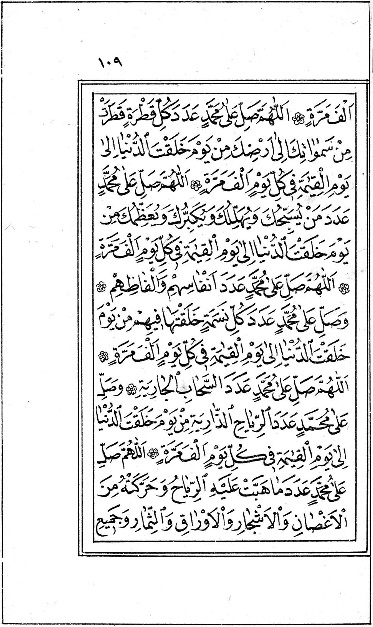 ١٠٩
اَلْفَ مَرَّةٍ ۞ اَللّٰهُمَّ صَلِّ عَلٰى مُحَمَّدٍ عَدَدَ كُلِّ قَطْرَةٍ قَطَرَتْ
مِنْ سَمٰوَاتِكَ اِلٰى اَرْضِكَ مِنْ يَوْمِ خَلَقْتَ الدُّنْيَا اِلٰى
يَوْمِ الْقِيٰمَةِ فِى كُلِّ يَوْمٍ اَلْفَ مَرَّةٍ ۞ اَللّٰهُمَّ صَلِّ عَلٰى مُحَمَّدٍ
عَدَدَ مَنْ يُسَبِّحُكَ وَيُهَلِّلُكَ وَيُكَبِّرُكَ وَيُعَظِّمُكَ مِنْ
يَوْمِ خَلَقْتَ الدُّنْيَا اِلٰى يَوْمِ الْقِيٰمَةِ فِى كُلِّ يَوْمٍ اَلْفَ مَرَّةٍ
۞ اَللّٰهُمَّ صَلِّ عَلٰى مُحَمَّدٍ عَدَدَ اَنْفَاسِهِمْ وَاَلْفَاظِهِمْ ۞
وَصَلِّ عَلٰى مُحَمَّدٍ عَدَدَ كُلِّ نَسَمَةٍ خَلَقْتَهَا فِيهِمْ مِنْ يَوْمِ
خَلَقْتَ الدُّنْيَا اِلٰى يَوْمِ الْقِيٰمَةِ فِى كُلِّ يَوْمٍ اَلْفَ مَرَّةٍ ۞
اَللّٰهُمَّ صَلِّ عَلٰى مُحَمَّدٍ عَدَدَ السَّحَابِ الْجَارِيَةِ ۞ وَصَلِّ
عَلٰى مُحَمَّدٍ عَدَدَ الرِّيَاحِ الذَّارِيَةِ مِنْ يَوْمِ خَلَقْتَ الدُّنْيَا
اِلٰى يَوْمِ الْقِيٰمَةِ فِى كُلِّ يَوْمٍ اَلْفَ مَرَّةٍ ۞ اَللّٰهُمَّ صَلِّ
عَلٰى مُحَمَّدٍ عَدَدَ مَا هَبَّتْ عَلَيْهِ الرِّيَاحُ وَحَرَّكَتْهُ مِنَ
الْاَغْصَانِ وَالْاَشْجَارِ وَالْاَوْرَاقِ وَالثِّمَارِ وَجَمِيعِ